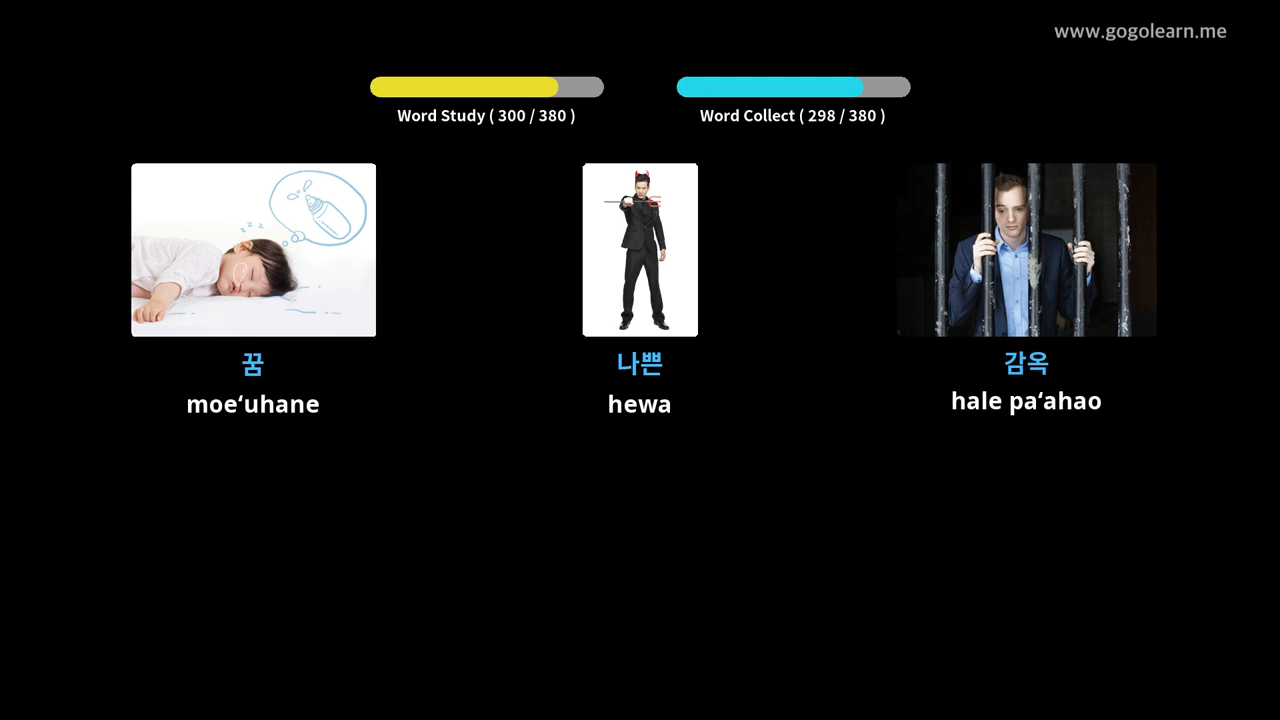 www.gogolearn.me
Word Study ( 300 / 380 )
Word Collect ( 298 / 380 )
꿈
moeʻuhane
나쁜
hewa
감옥
hale paʻahao